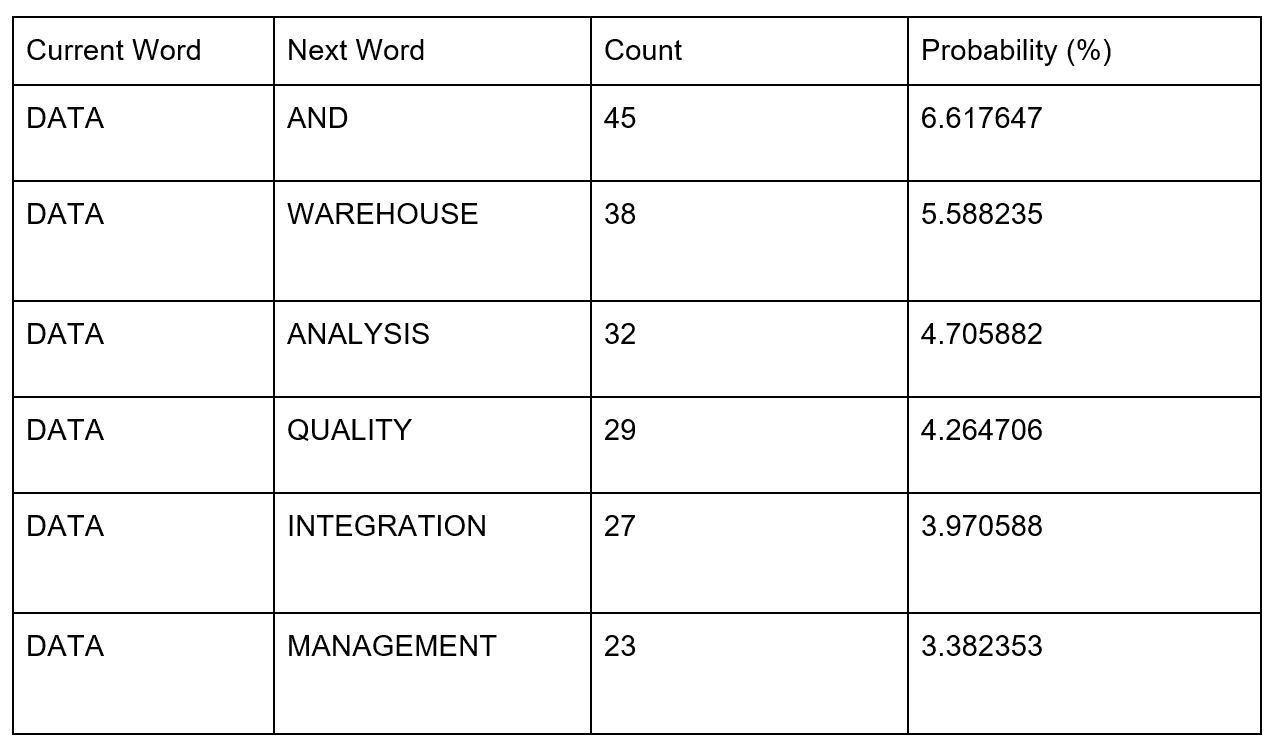 Current Word Next Word Count Probability (%)
DATA AND 45 6.617647
DATA WAREHOUSE 38 5.588235
DATA ANALYSIS 32 4.705882
DATA QUALITY 29 4.264706
DATA INTEGRATION 27 3.970588
DATA MANAGEMENT 23 3.382353